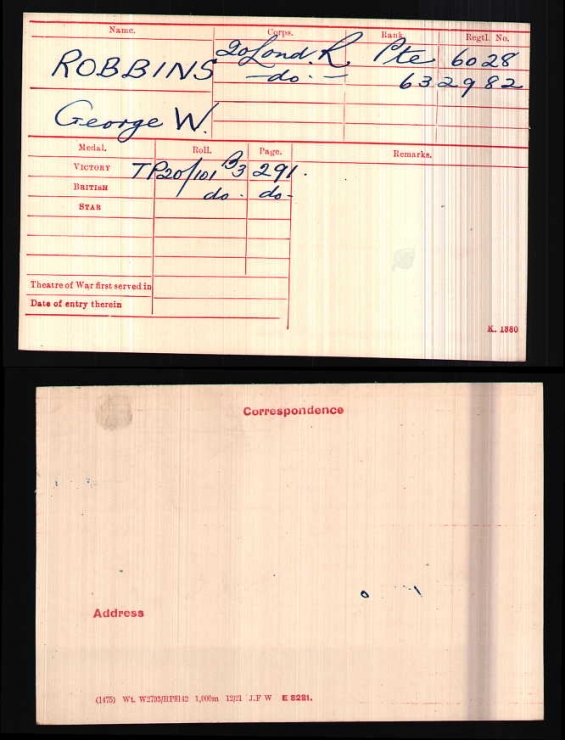 Name. Corps. Rank. Regtl. No.
ROBBINS 20 Lond. R. Pte 6028
— do. — 632982
George W.
Medal. Roll. Page. Remarks.
VICTORY TP20/101 B3 291.
BRITISH do. do.
STAR
Theatre of War first served in
Date of entry therein
K. 1380
Correspondence
Address
(1475) Wt. W2703/HP8142 1,000m 12/21 J.F W E 8281.